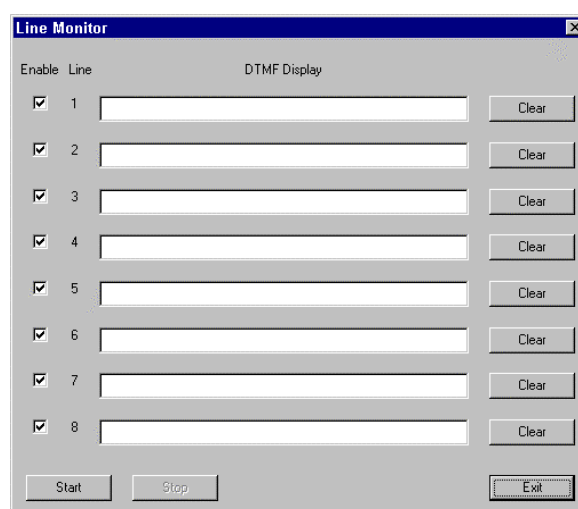 Line Monitor
Enable Line DTMF Display
1 Clear
2 Clear
3 Clear
4 Clear
5 Clear
6 Clear
7 Clear
8 Clear
Start Stop Exit